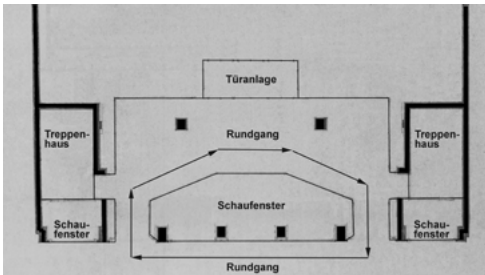 Türanlage
Treppen-
haus
Rundgang
Treppen-
haus
Schaufenster
Schau-
fenster
Schau-
fenster
Rundgang